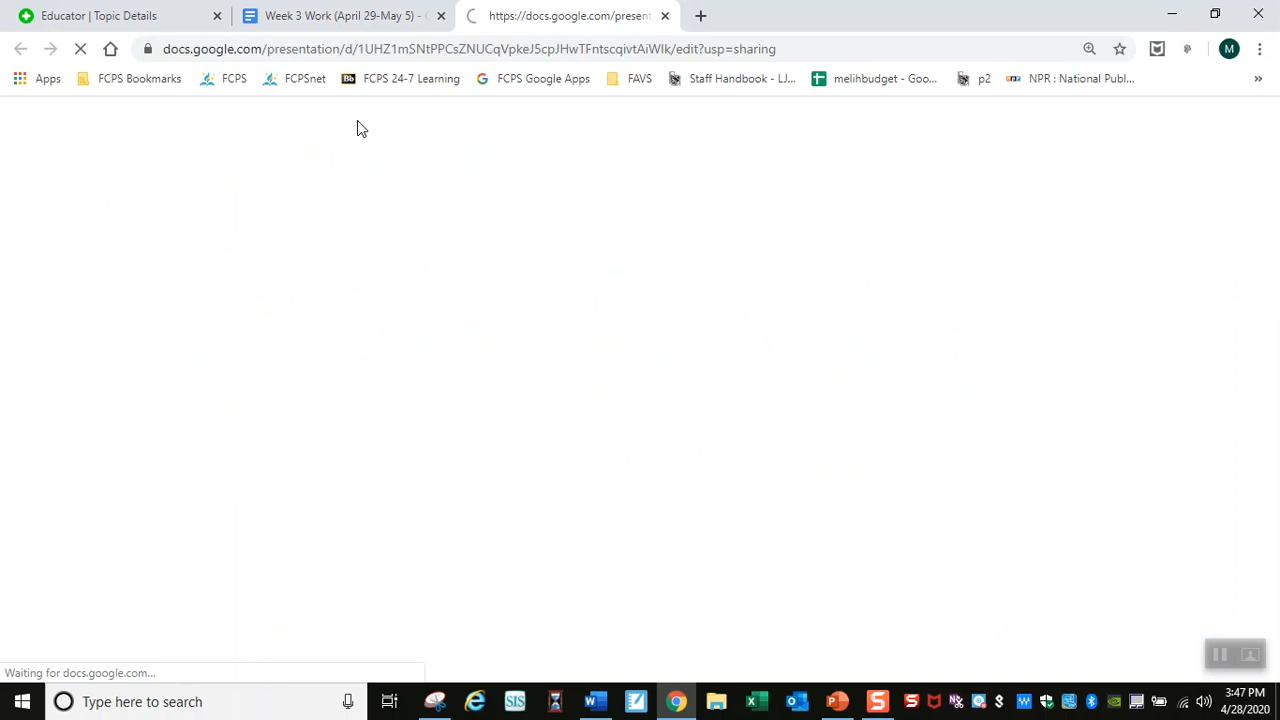 Educator | Topic Details
Week 3 Work (April 29-May 5) - G
https://docs.google.com/present
docs.google.com/presentation/d/1UHZ1mSNtPPCsZNUCqVpkeJ5cpJHwTFntscqivtAiWIk/edit?usp=sharing
M
Apps
FCPS Bookmarks
FCPS
FCPSnet
Bb
FCPS 24-7 Learning
G
FCPS Google Apps
FAVS
Staff Handbook - LJ...
melihbudget - Goo...
p2
NPR : National Publ...
»
Waiting for docs.google.com...
Type here to search
SIS
3:47 PM
4/28/2020